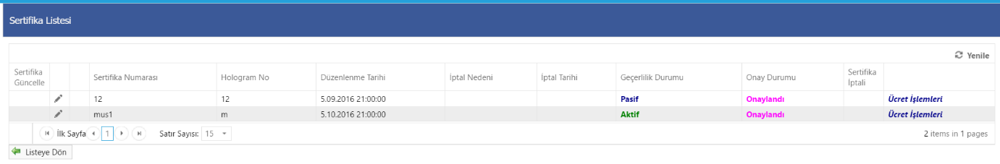 Sertifika Listesi
Yenile
Sertifika Güncelle Sertifika Numarası Hologram No Düzenlenme Tarihi İptal Nedeni İptal Tarihi Geçerlilik Durumu Onay Durumu Sertifika İptali
12 12 5.09.2016 21:00:00 Pasif Onaylandı Ücret İşlemleri
mus1 m 5.10.2016 21:00:00 Aktif Onaylandı Ücret İşlemleri
İlk Sayfa 1 Satır Sayısı: 15 2 items in 1 pages
Listeye Dön